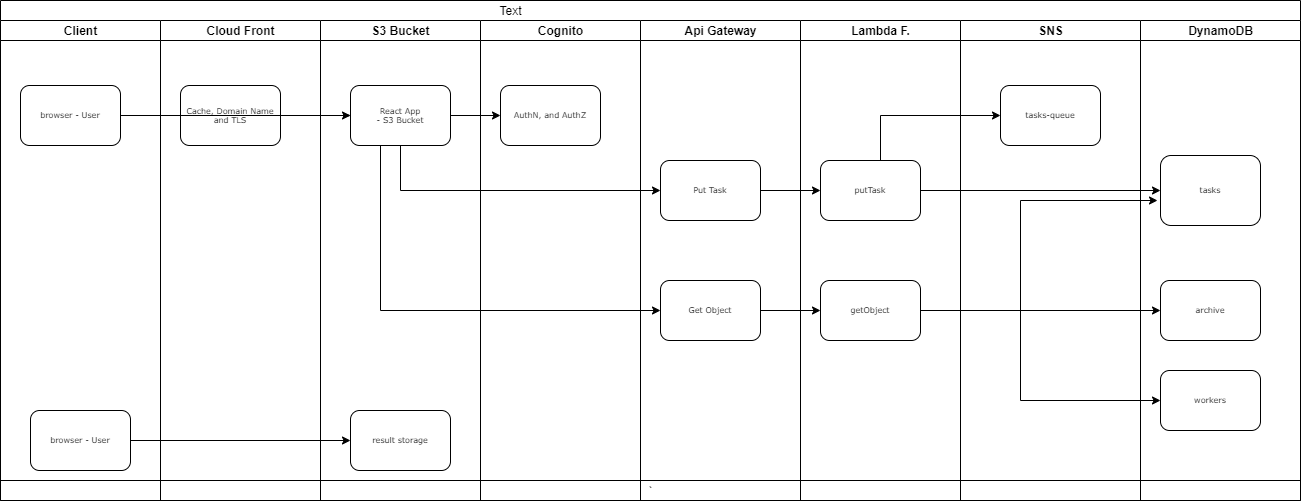 Text
Client
Cloud Front
S3 Bucket
Cognito
Api Gateway
Lambda F.
SNS
DynamoDB
browser - User
Cache, Domain Name
and TLS
React App
- S3 Bucket
AuthN, and AuthZ
tasks-queue
Put Task
putTask
tasks
Get Object
getObject
archive
workers
browser - User
result storage
`